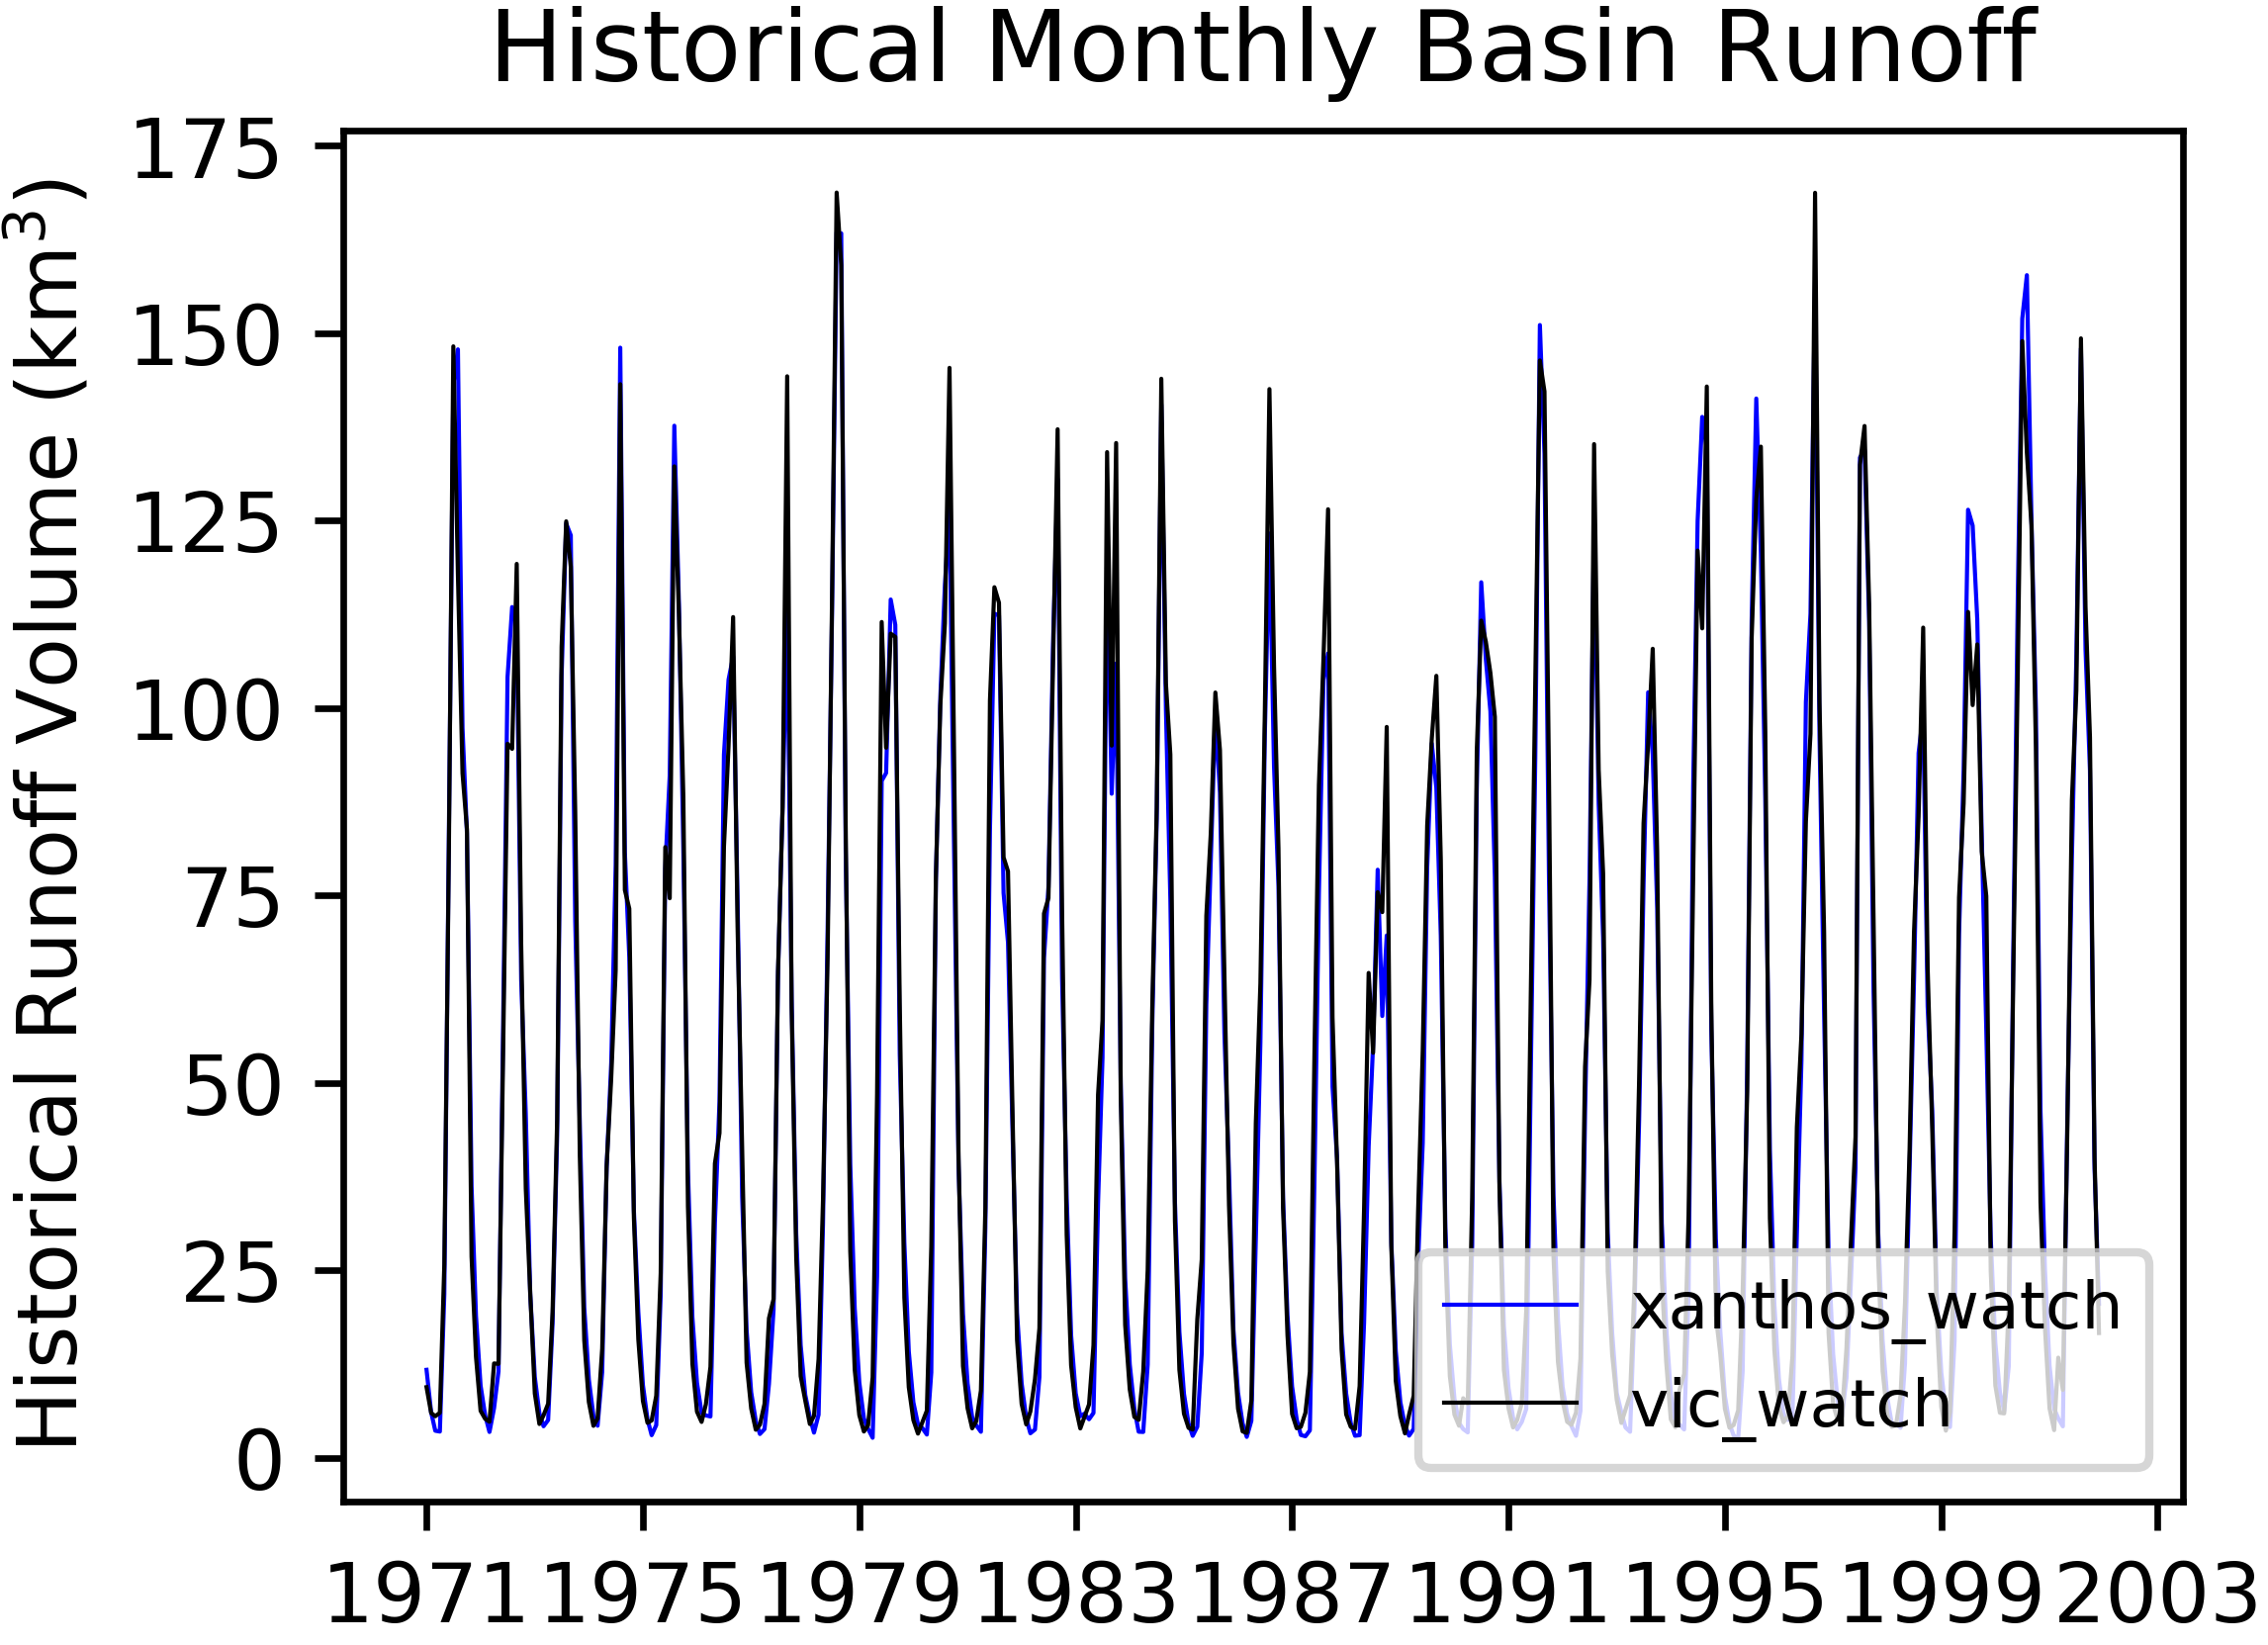 Historical Monthly Basin Runoff
Historical Runoff Volume (km³)
175
150
125
100
75
50
25
0
xanthos_watch
vic_watch
1971 1975 1979 1983 1987 1991 1995 1999 2003